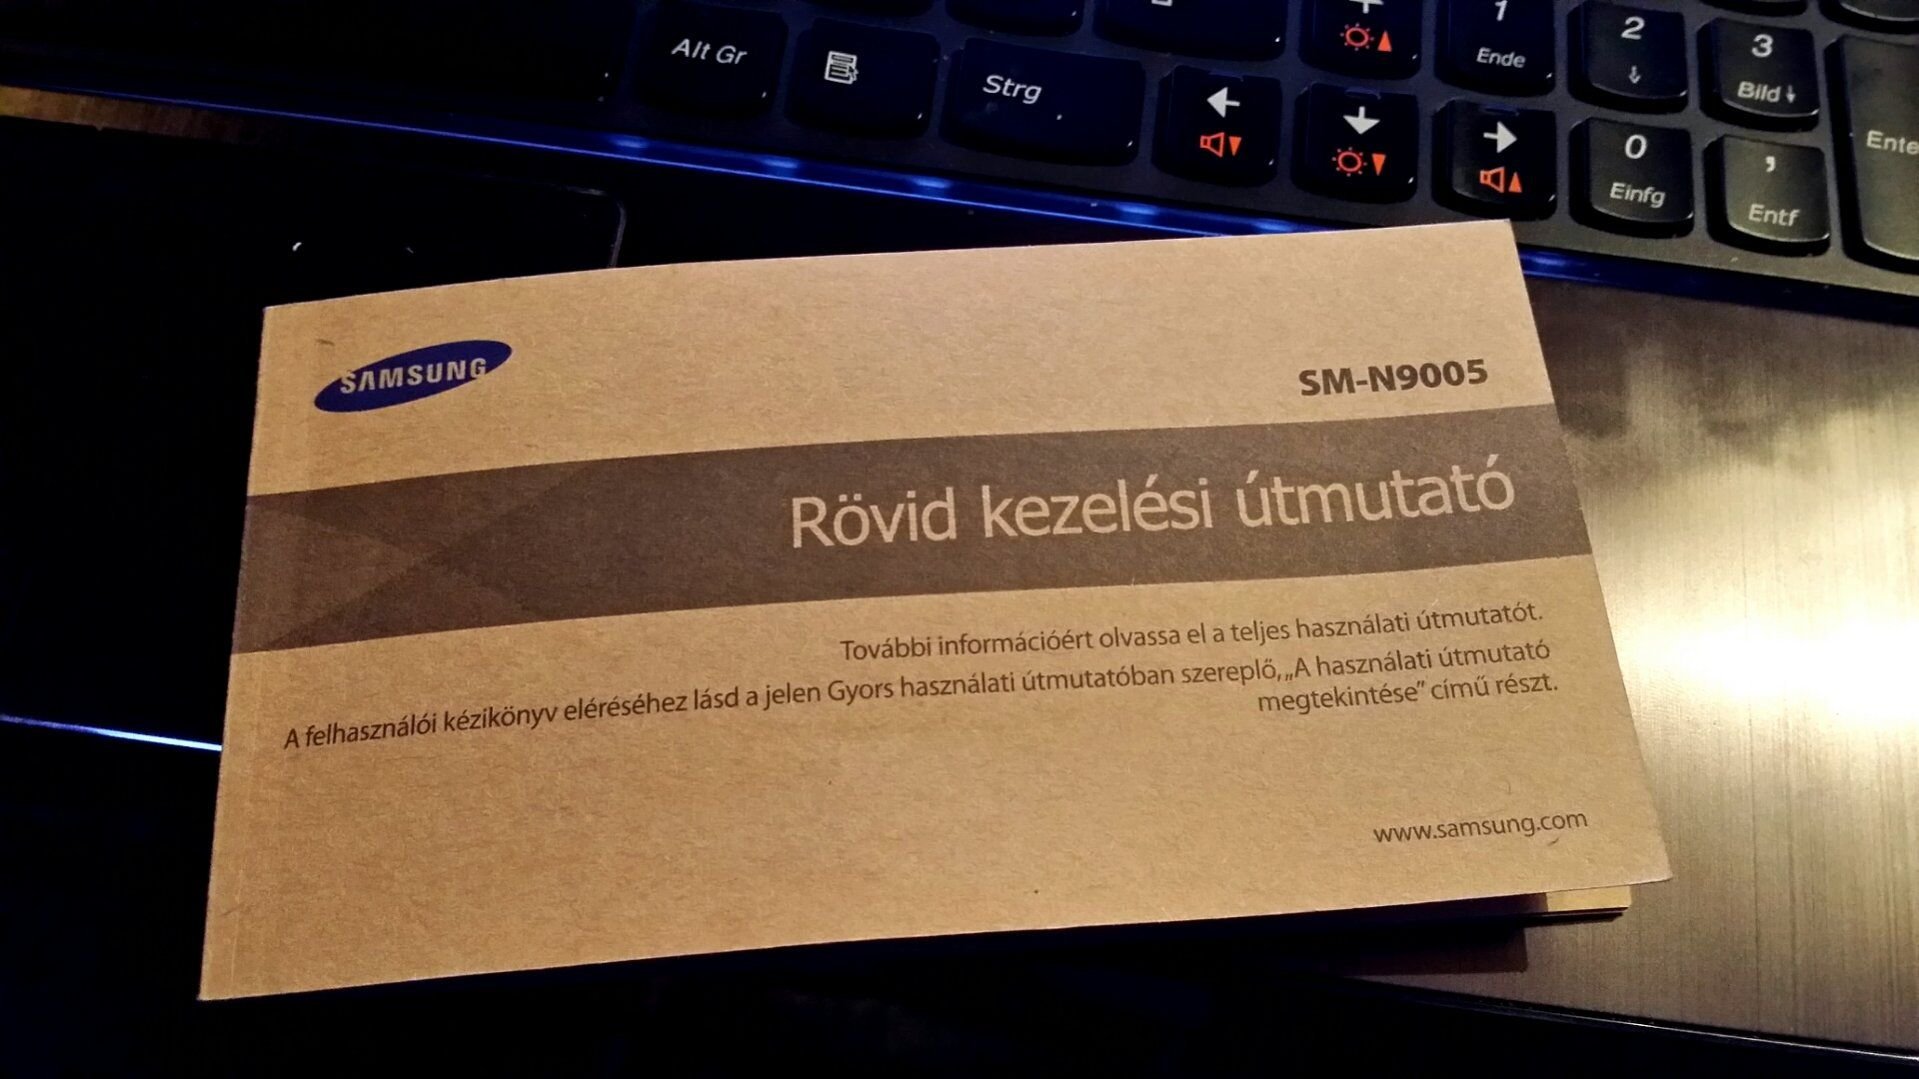 Alt Gr
Strg
1
Ende
2
3
Bild
0
Einfg
,
Entf
SAMSUNG
SM-N9005
Rövid kezelési útmutató
További információért olvassa el a teljes használati útmutatót.
A felhasználói kézikönyv eléréséhez lásd a jelen Gyors használati útmutatóban szereplő, „A használati útmutató
megtekintése” című részt.
www.samsung.com